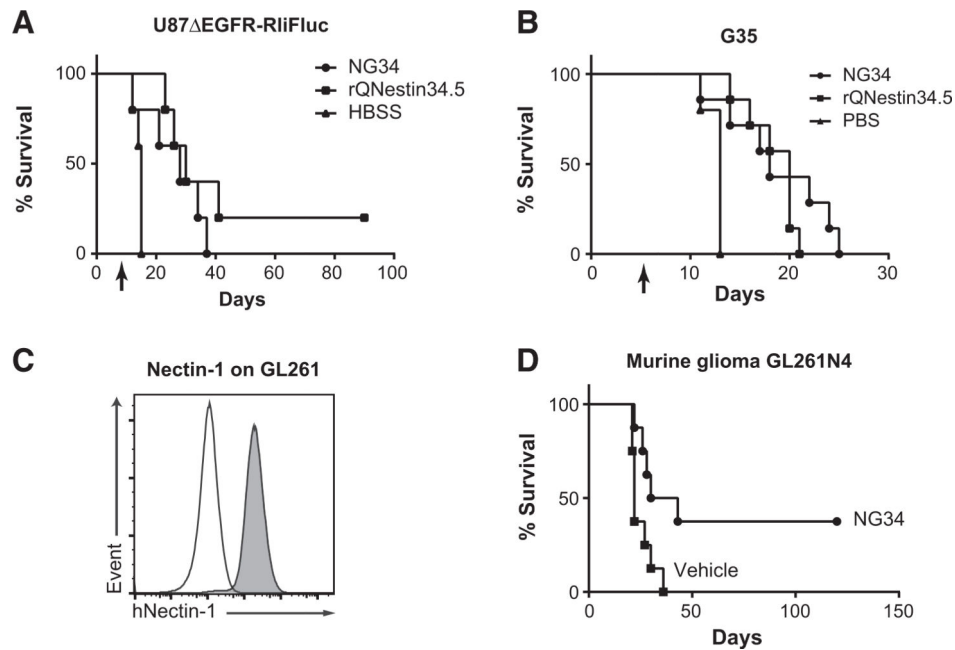 A
U87ΔEGFR-RliFluc
NG34
rQNestin34.5
HBSS
% Survival
100
50
0
0 20 40 60 80 100
Days
B
G35
NG34
rQNestin34.5
PBS
% Survival
100
50
0
0 10 20 30
Days
C
Nectin-1 on GL261
Event
hNectin-1
D
Murine glioma GL261N4
% Survival
100
50
0
NG34
Vehicle
0 50 100 150
Days